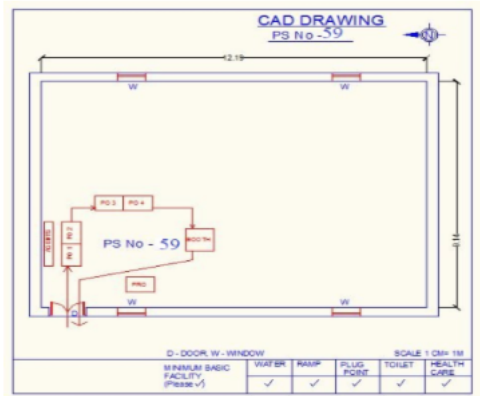 CAD DRAWING
PS No -59
N
12.19
W W
PO 3 PO 4
AGENTS
PO 1 PO 2
BOOTH
PS No - 59
PRO
W W
D
D - DOOR, W - WINDOW SCALE 1 CM= 1M
MINIMUM BASIC FACILITY (Please ✓) WATER RAMP PLUG POINT TOILET HEALTH CARE
✓ ✓ ✓ ✓ ✓